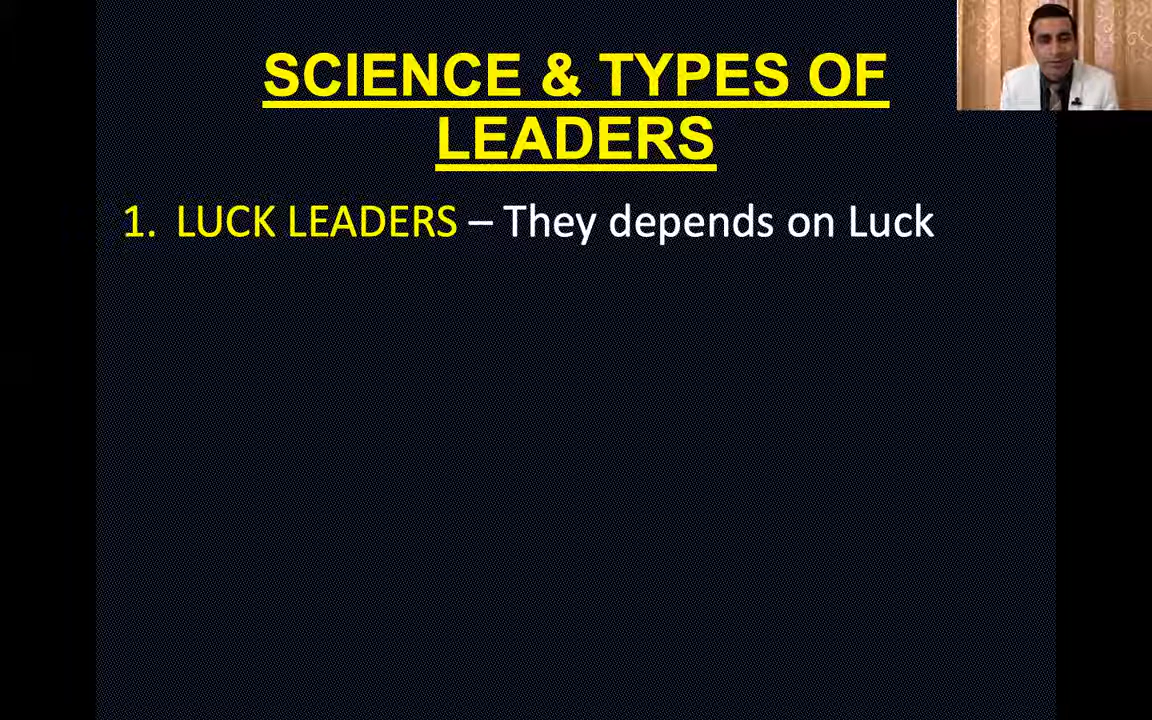 SCIENCE & TYPES OF
LEADERS
1. LUCK LEADERS – They depends on Luck